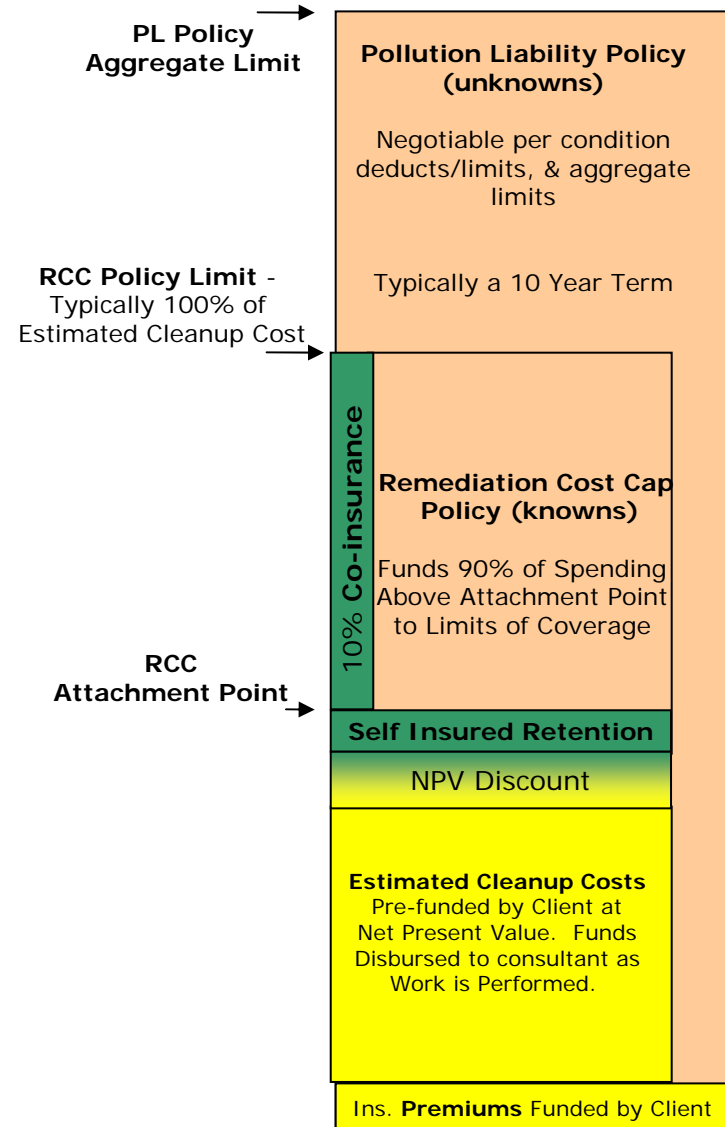 PL Policy
Aggregate Limit
Pollution Liability Policy
(unknowns)
Negotiable per condition
deducts/limits, & aggregate
limits
Typically a 10 Year Term
RCC Policy Limit -
Typically 100% of
Estimated Cleanup Cost
10% Co-insurance
Remediation Cost Cap
Policy (knowns)
Funds 90% of Spending
Above Attachment Point
to Limits of Coverage
RCC
Attachment Point
Self Insured Retention
NPV Discount
Estimated Cleanup Costs
Pre-funded by Client at
Net Present Value.  Funds
Disbursed to consultant as
Work is Performed.
Ins. Premiums Funded by Client